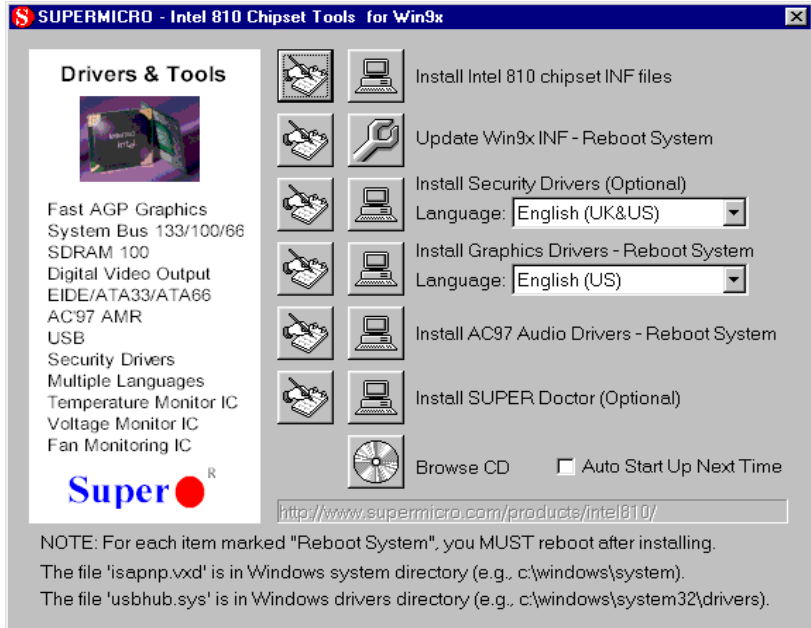 SUPERMICRO - Intel 810 Chipset Tools for Win9x
Drivers & Tools
Fast AGP Graphics
System Bus 133/100/66
SDRAM 100
Digital Video Output
EIDE/ATA33/ATA66
AC'97 AMR
USB
Security Drivers
Multiple Languages
Temperature Monitor IC
Voltage Monitor IC
Fan Monitoring IC
Super
R
Install Intel 810 chipset INF files
Update Win9x INF - Reboot System
Install Security Drivers (Optional)
Language: English (UK&US)
Install Graphics Drivers - Reboot System
Language: English (US)
Install AC97 Audio Drivers - Reboot System
Install SUPER Doctor (Optional)
Browse CD
Auto Start Up Next Time
http://www.supermicro.com/products/intel810/
NOTE: For each item marked "Reboot System", you MUST reboot after installing.
The file 'isapnp.vxd' is in Windows system directory (e.g., c:\windows\system).
The file 'usbhub.sys' is in Windows drivers directory (e.g., c:\windows\system32\drivers).